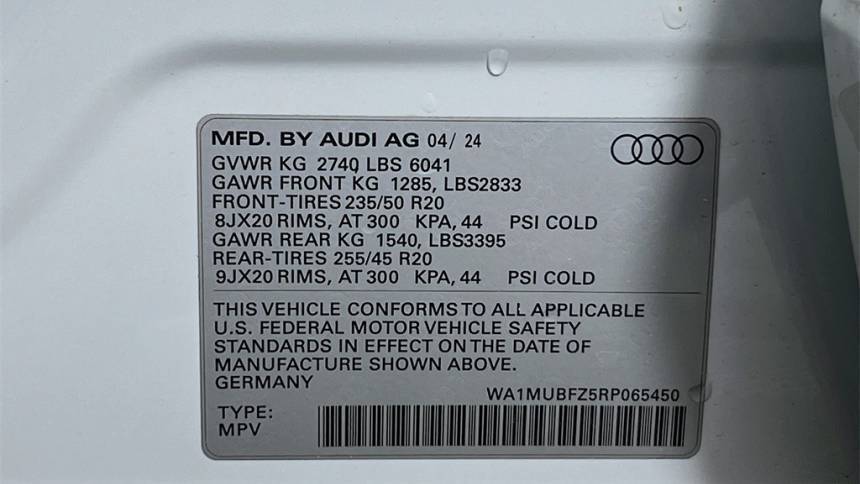 MFD. BY AUDI AG 04/ 24
GVWR KG 2740 LBS 6041
GAWR FRONT KG 1285, LBS2833
FRONT-TIRES 235/50 R20
8JX20 RIMS, AT 300 KPA, 44 PSI COLD
GAWR REAR KG 1540, LBS3395
REAR-TIRES 255/45 R20
9JX20 RIMS, AT 300 KPA, 44 PSI COLD
THIS VEHICLE CONFORMS TO ALL APPLICABLE
U.S. FEDERAL MOTOR VEHICLE SAFETY
STANDARDS IN EFFECT ON THE DATE OF
MANUFACTURE SHOWN ABOVE.
GERMANY
WA1MUBFZ5RP065450
TYPE:
MPV